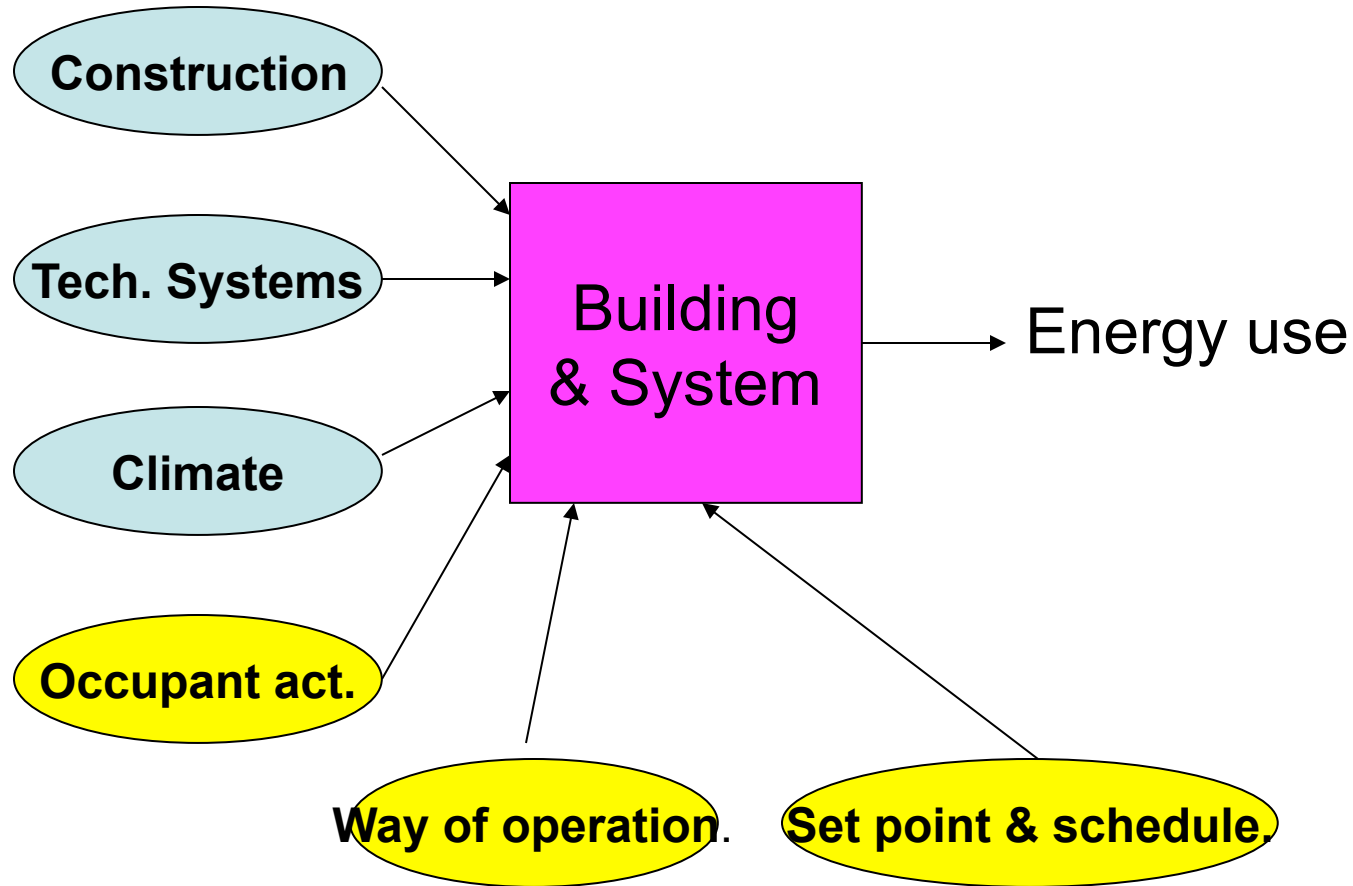 Construction
Tech. Systems
Building
& System
Energy use
Climate
Occupant act.
Way of operation.
Set point & schedule.